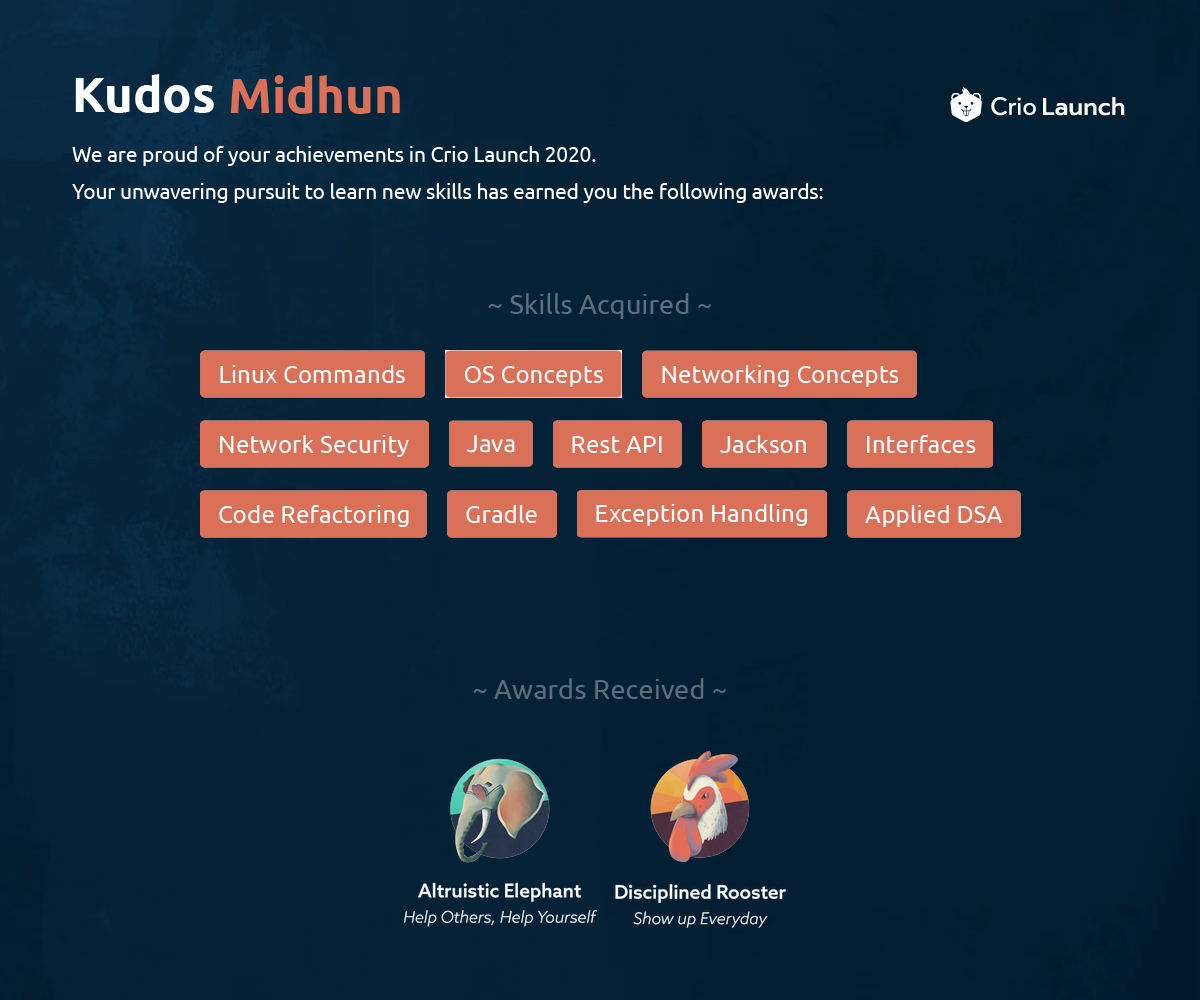 Kudos Midhun
Crio Launch
We are proud of your achievements in Crio Launch 2020.
Your unwavering pursuit to learn new skills has earned you the following awards:
~ Skills Acquired ~
Linux Commands OS Concepts Networking Concepts
Network Security Java Rest API Jackson Interfaces
Code Refactoring Gradle Exception Handling Applied DSA
~ Awards Received ~
Altruistic Elephant Disciplined Rooster
Help Others, Help Yourself Show up Everyday